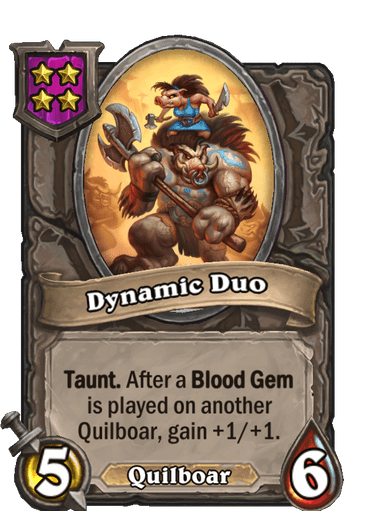 Dynamic Duo
Taunt. After a Blood Gem
is played on another
Quilboar, gain +1/+1.
5
Quilboar
6